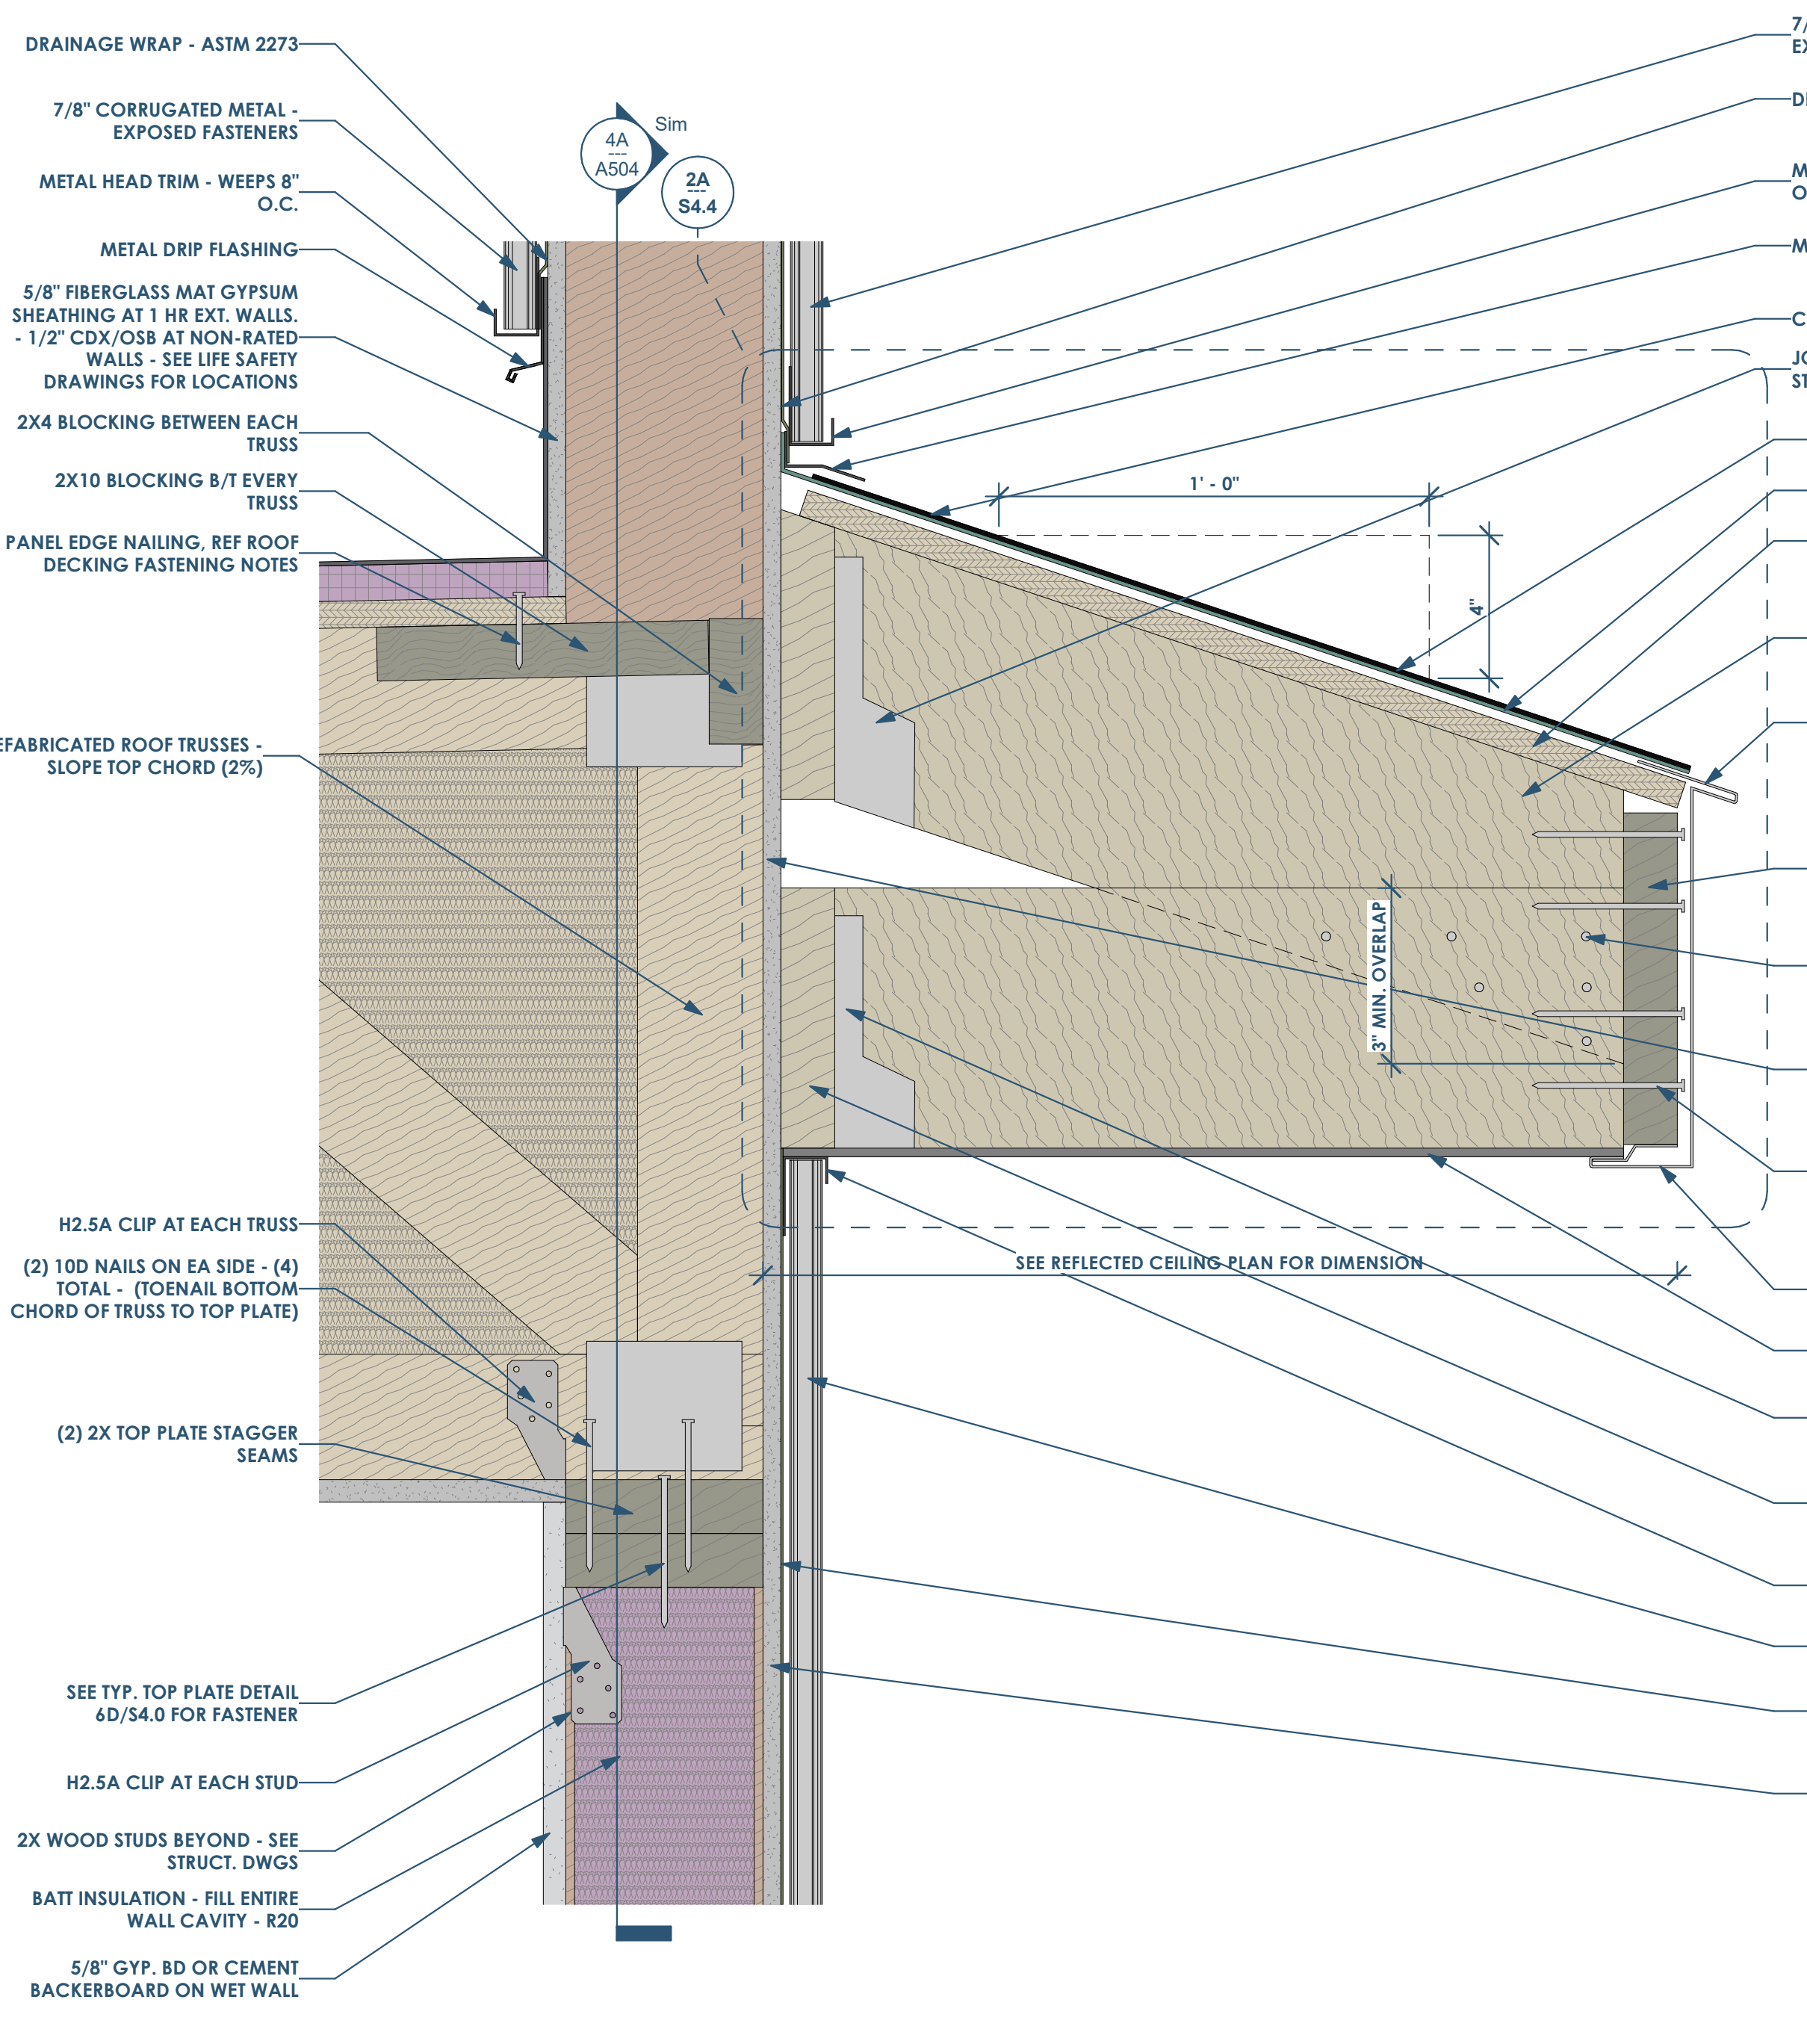 DRAINAGE WRAP - ASTM 2273
7/8" CORRUGATED METAL -
EXPOSED FASTENERS
METAL HEAD TRIM - WEEPS 8"
O.C.
METAL DRIP FLASHING
5/8" FIBERGLASS MAT GYPSUM
SHEATHING AT 1 HR EXT. WALLS.
- 1/2" CDX/OSB AT NON-RATED
WALLS - SEE LIFE SAFETY
DRAWINGS FOR LOCATIONS
2X4 BLOCKING BETWEEN EACH
TRUSS
2X10 BLOCKING B/T EVERY
TRUSS
PANEL EDGE NAILING, REF ROOF
DECKING FASTENING NOTES
EFABRICATED ROOF TRUSSES -
SLOPE TOP CHORD (2%)
H2.5A CLIP AT EACH TRUSS
(2) 10D NAILS ON EA SIDE - (4)
TOTAL - (TOENAIL BOTTOM
CHORD OF TRUSS TO TOP PLATE)
(2) 2X TOP PLATE STAGGER
SEAMS
SEE TYP. TOP PLATE DETAIL
6D/S4.0 FOR FASTENER
H2.5A CLIP AT EACH STUD
2X WOOD STUDS BEYOND - SEE
STRUCT. DWGS
BATT INSULATION - FILL ENTIRE
WALL CAVITY - R20
5/8" GYP. BD OR CEMENT
BACKERBOARD ON WET WALL
Sim
4A
---
A504
2A
---
S4.4
1' - 0"
4"
3" MIN. OVERLAP
SEE REFLECTED CEILING PLAN FOR DIMENSION
7/
EX
D
M
O
M
C
JO
ST